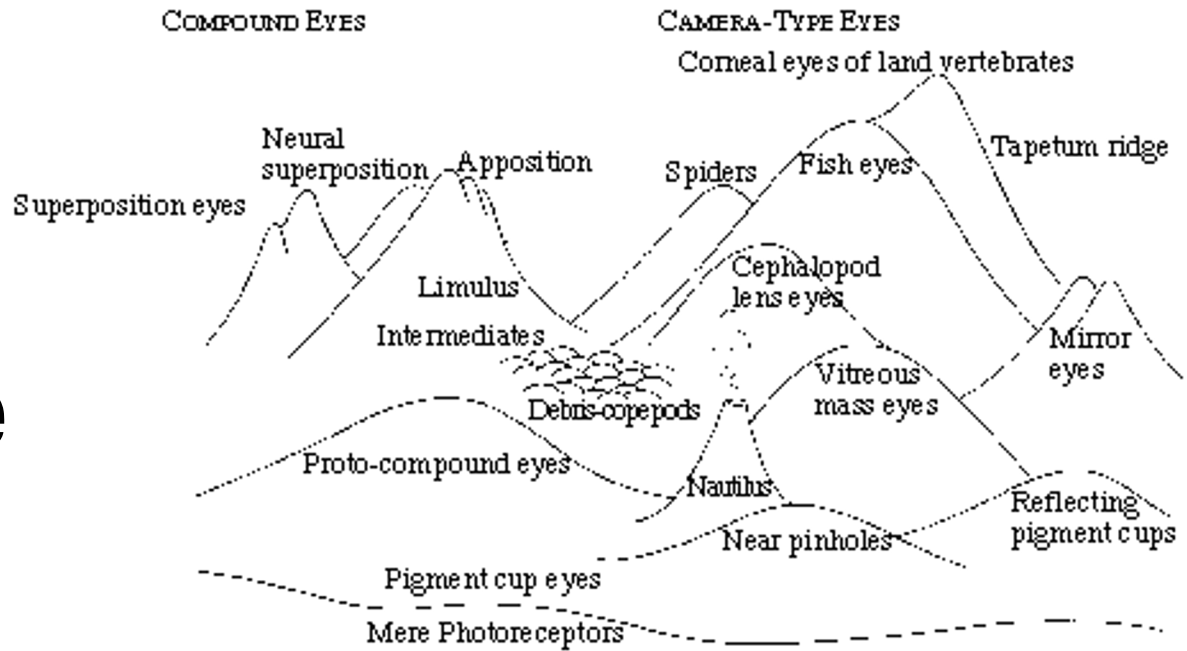 COMPOUND EYES
CAMERA-TYPE EYES
Corneal eyes of land vertebrates
Neural
superposition
Apposition
Superposition eyes
Spiders
Fish eyes
Tapetum ridge
Limulus
Cephalopod
lens eyes
Intermediates
Mirror
eyes
Vitreous
mass eyes
Debris-copepods
Proto-compound eyes
Nautilus
Reflecting
pigment cups
Near pinholes
Pigment cup eyes
Mere Photoreceptors
e